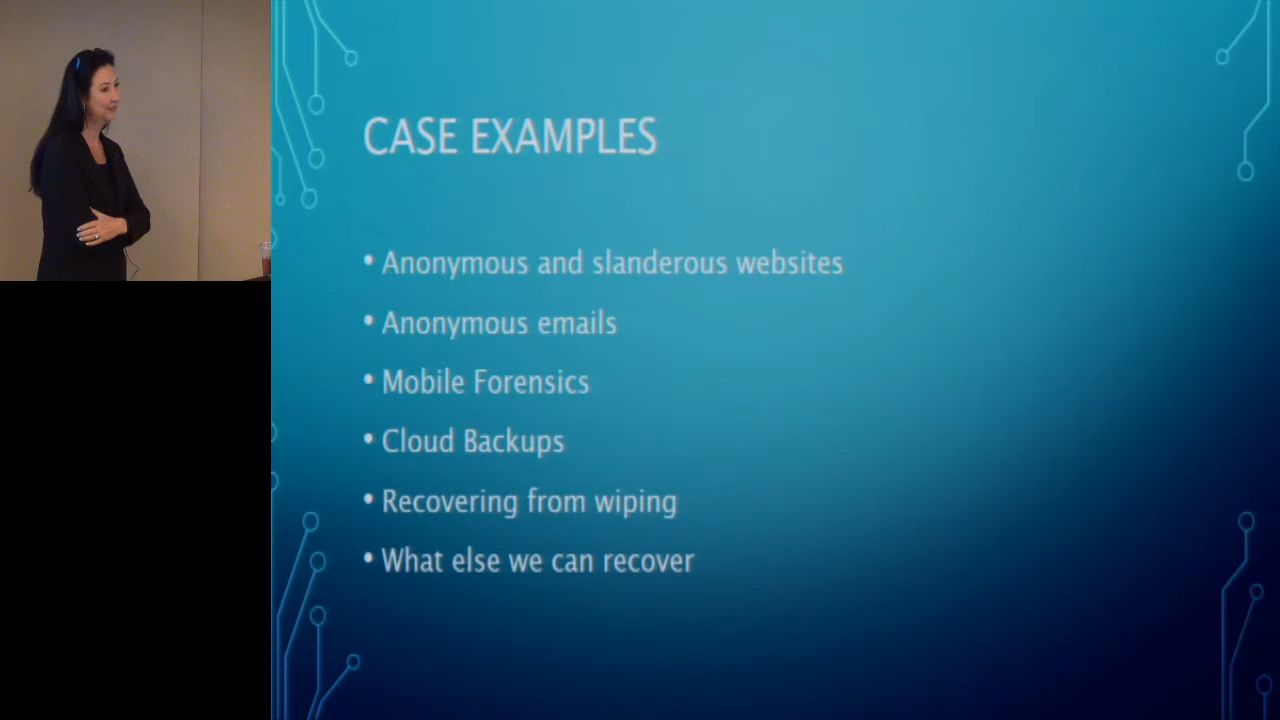 CASE EXAMPLES
• Anonymous and slanderous websites
• Anonymous emails
• Mobile Forensics
• Cloud Backups
• Recovering from wiping
• What else we can recover